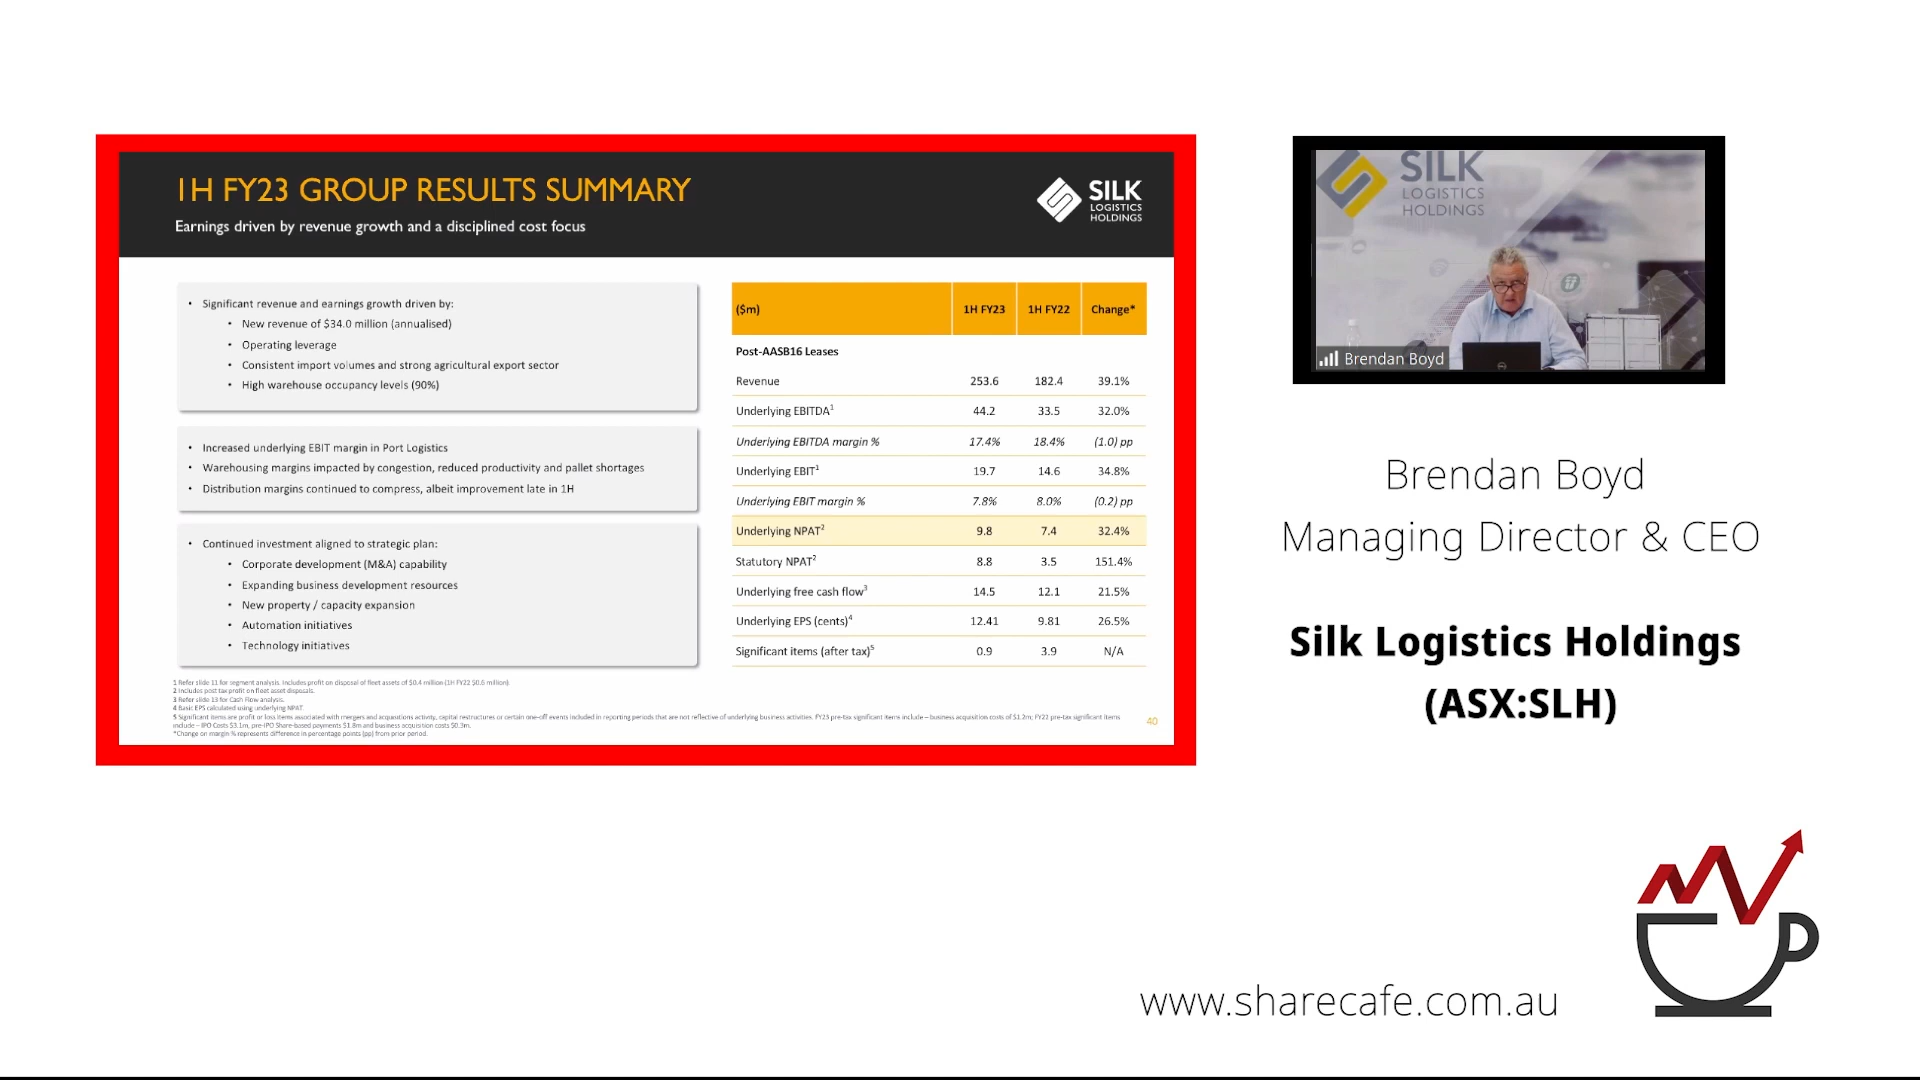 1H FY23 GROUP RESULTS SUMMARY
Earnings driven by revenue growth and a disciplined cost focus
SILK
LOGISTICS
HOLDINGS
• Significant revenue and earnings growth driven by:
• New revenue of $34.0 million (annualised)
• Operating leverage
• Consistent import volumes and strong agricultural export sector
• High warehouse occupancy levels (90%)
• Increased underlying EBIT margin in Port Logistics
• Warehousing margins impacted by congestion, reduced productivity and pallet shortages
• Distribution margins continued to compress, albeit improvement late in 1H
• Continued investment aligned to strategic plan:
• Corporate development (M&A) capability
• Expanding business development resources
• New property / capacity expansion
• Automation initiatives
• Technology initiatives
($m) 1H FY23 1H FY22 Change*
Post-AASB16 Leases
Revenue 253.6 182.4 39.1%
Underlying EBITDA1 44.2 33.5 32.0%
Underlying EBITDA margin % 17.4% 18.4% (1.0) pp
Underlying EBIT1 19.7 14.6 34.8%
Underlying EBIT margin % 7.8% 8.0% (0.2) pp
Underlying NPAT2 9.8 7.4 32.4%
Statutory NPAT2 8.8 3.5 151.4%
Underlying free cash flow3 14.5 12.1 21.5%
Underlying EPS (cents)4 12.41 9.81 26.5%
Significant items (after tax)5 0.9 3.9 N/A
1 Refer slide 11 for segment analysis. Includes profit on disposal of fleet assets of $0.4 million (1H FY22 $0.6 million)
2 Includes post tax profit on fleet asset disposals.
3 Refer slide 13 for Cash Flow analysis.
4 Basic EPS calculated using underlying NPAT.
5 Significant items are profit or loss items associated with mergers and acquisitions activity, capital restructures or certain one-off events included in reporting periods that are not reflective of underlying business activities. FY23 pre-tax significant items include – business acquisition costs of $1.2m; FY22 pre-tax significant items
include – IPO Costs $3.1m, pre-IPO Share-based payments $1.8m and business acquisition costs $0.3m.
*Change on margin % represents difference in percentage points (pp) from prior period.
40
SILK
LOGISTICS
HOLDINGS
Brendan Boyd
Brendan Boyd
Managing Director & CEO
Silk Logistics Holdings
(ASX:SLH)
www.sharecafe.com.au